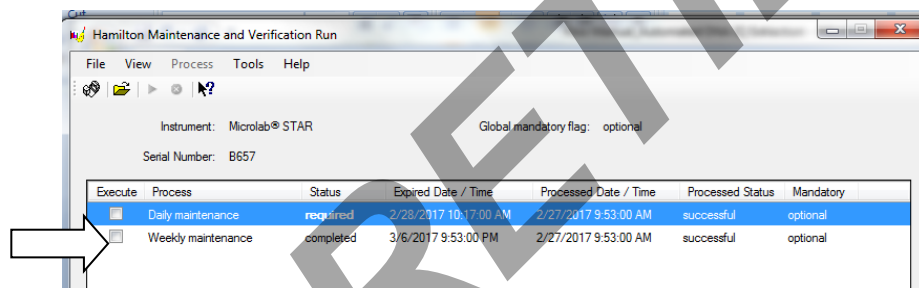 Cut
Hamilton Maintenance and Verification Run
File View Process Tools Help
Instrument: Microlab® STAR Global mandatory flag: optional
Serial Number: B657
Execute Process Status Expired Date / Time Processed Date / Time Processed Status Mandatory
Daily maintenance required 2/28/2017 10:17:00 AM 2/27/2017 9:53:00 AM successful optional
Weekly maintenance completed 3/6/2017 9:53:00 PM 2/27/2017 9:53:00 AM successful optional